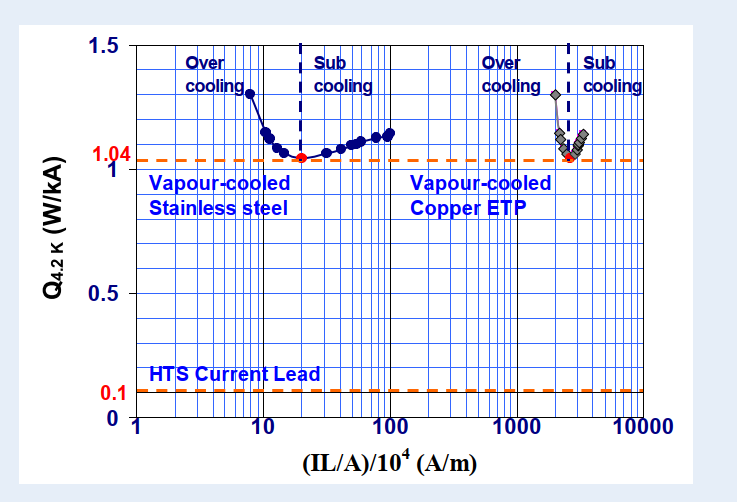 1.5
Over
cooling
Sub
cooling
Over
cooling
Sub
cooling
1.04
1
Vapour-cooled
Stainless steel
Vapour-cooled
Copper ETP
Q4.2 K (W/kA)
0.5
HTS Current Lead
0.1
0
1
10
100
1000
10000
(IL/A)/10⁴ (A/m)